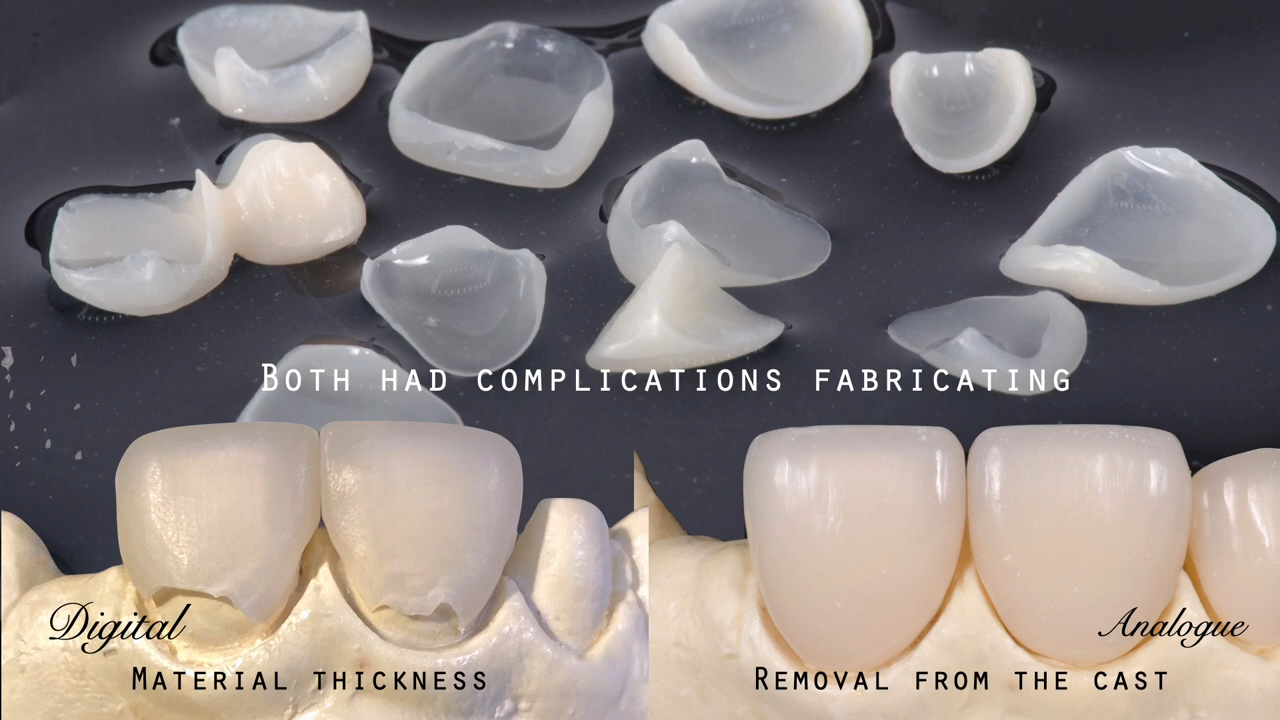 Both had complications fabricating
Digital
Analogue
Material thickness
Removal from the cast